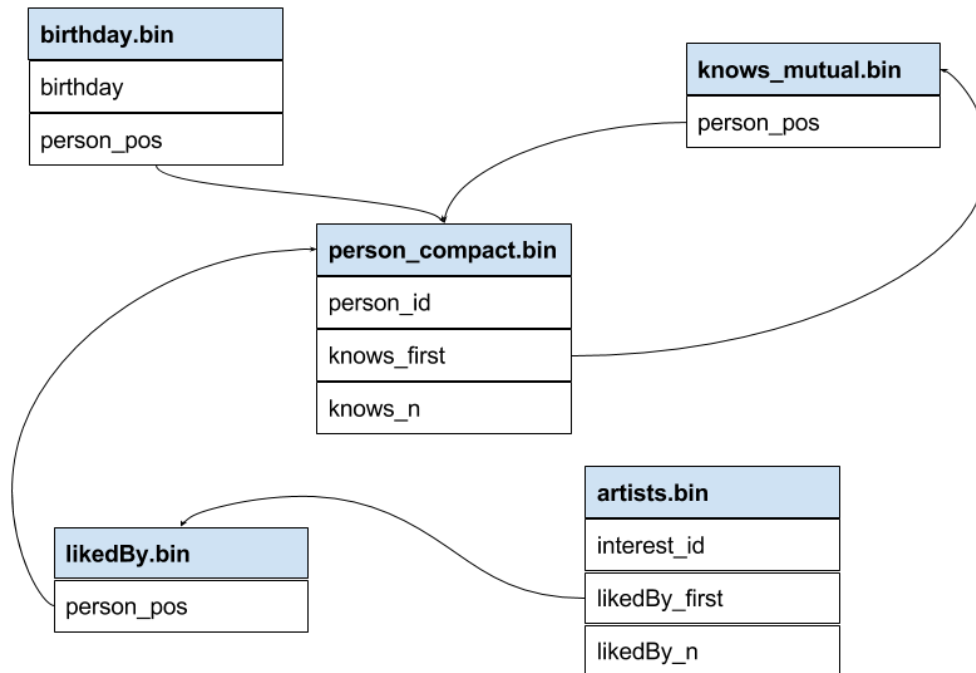 birthday.bin
birthday
person_pos
knows_mutual.bin
person_pos
person_compact.bin
person_id
knows_first
knows_n
artists.bin
interest_id
likedBy_first
likedBy_n
likedBy.bin
person_pos